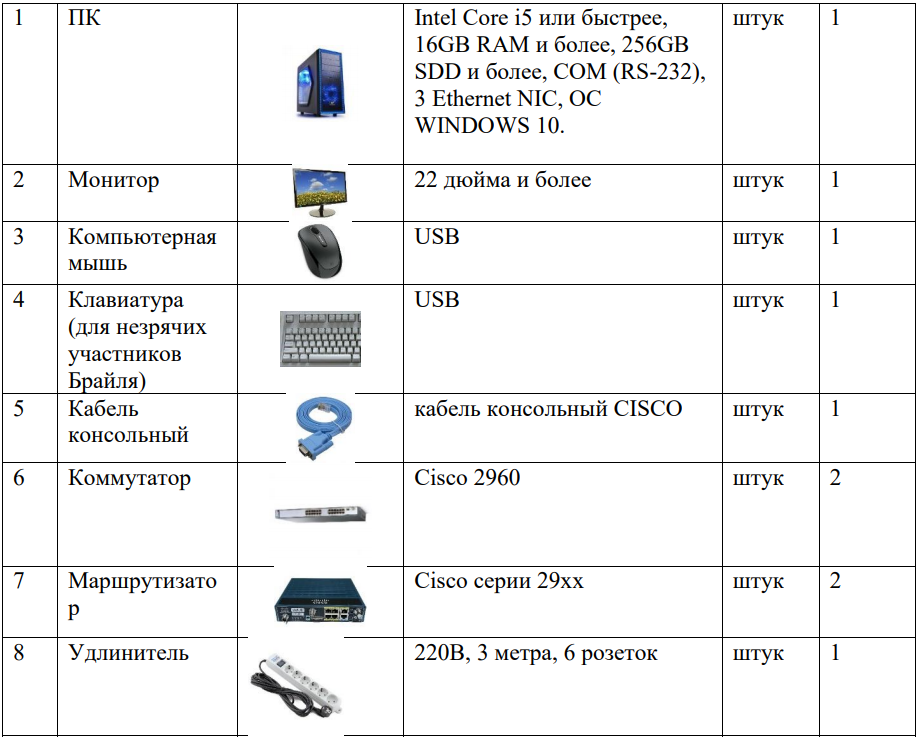 1 ПК Intel Core i5 или быстрее, штук 1
16GB RAM и более, 256GB
SDD и более, COM (RS-232),
3 Ethernet NIC, ОС
WINDOWS 10.
2 Монитор 22 дюйма и более штук 1
3 Компьютерная USB штук 1
мышь
4 Клавиатура USB штук 1
(для незрячих
участников
Брайля)
5 Кабель кабель консольный CISCO штук 1
консольный
6 Коммутатор Cisco 2960 штук 2
7 Маршрутизато Cisco серии 29xx штук 2
р
8 Удлинитель 220В, 3 метра, 6 розеток штук 1